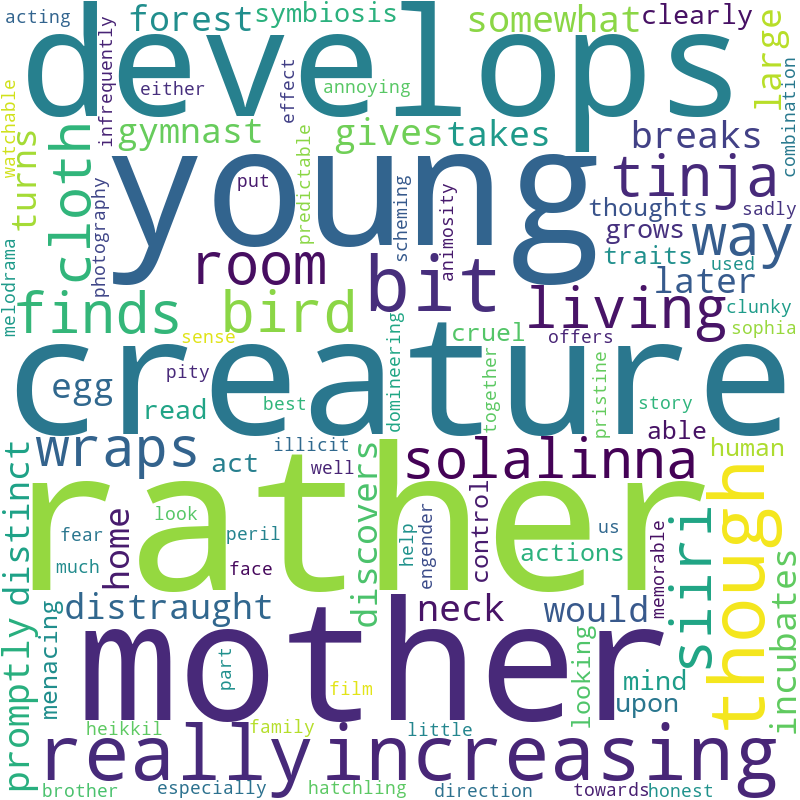 acting
forest
symbiosis
somewhat
clearly
large
develops
watchable
turns
infrequently
either
effect
annoying
combination
cloth
gymnast
predictable
gives
takes
breaks
young
tinja
photography
put
scheming
animosity
thoughts
sadly
grows
way
traits
used
melodrama
room
bit
later
finds
bird
living
clunky
sophia
sense
domineering
cruel
offers
creature
pity
egg
together
pristine
read
best
story
able
wraps
illicit
solalinna
human
act
well
distinct
discovers
control
though
rather
look
home
fear
peril
help
engender
us
siiri
much
face
actions
memorable
incubates
distraught
neck
would
menacing
promptly
mother
looking
mind
part
film
upon
heikkil
family
little
really
increasing
brother
especially
hatchling
direction
towards
honest